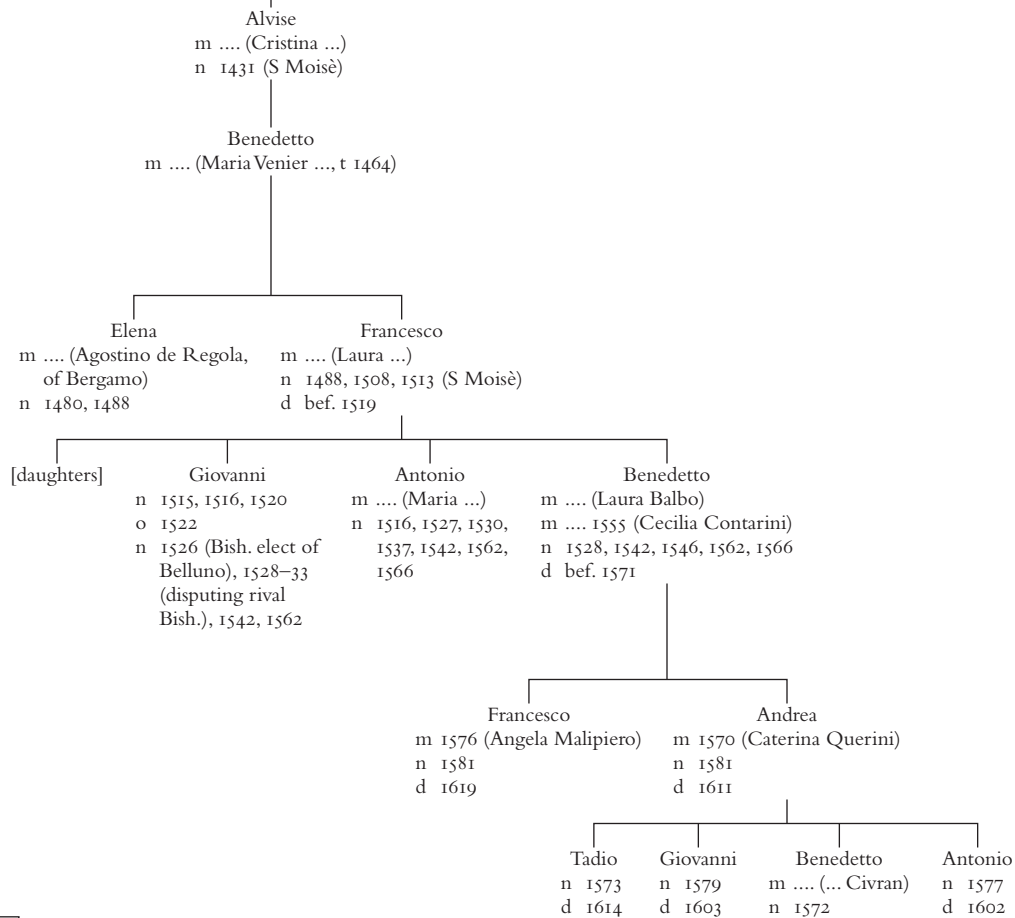 Alvise
m .... (Cristina ...)
n 1431 (S Moisè)
Benedetto
m .... (Maria Venier ..., t 1464)
Elena
m .... (Agostino de Regola,
of Bergamo)
n 1480, 1488
Francesco
m .... (Laura ...)
n 1488, 1508, 1513 (S Moisè)
d bef. 1519
[daughters]
Giovanni
n 1515, 1516, 1520
o 1522
n 1526 (Bish. elect of
Belluno), 1528–33
(disputing rival
Bish.), 1542, 1562
Antonio
m .... (Maria ...)
n 1516, 1527, 1530,
1537, 1542, 1562,
1566
Benedetto
m .... (Laura Balbo)
m .... 1555 (Cecilia Contarini)
n 1528, 1542, 1546, 1562, 1566
d bef. 1571
Francesco
m 1576 (Angela Malipiero)
n 1581
d 1619
Andrea
m 1570 (Caterina Querini)
n 1581
d 1611
Tadio
n 1573
d 1614
Giovanni
n 1579
d 1603
Benedetto
m .... (... Civran)
n 1572
Antonio
n 1577
d 1602